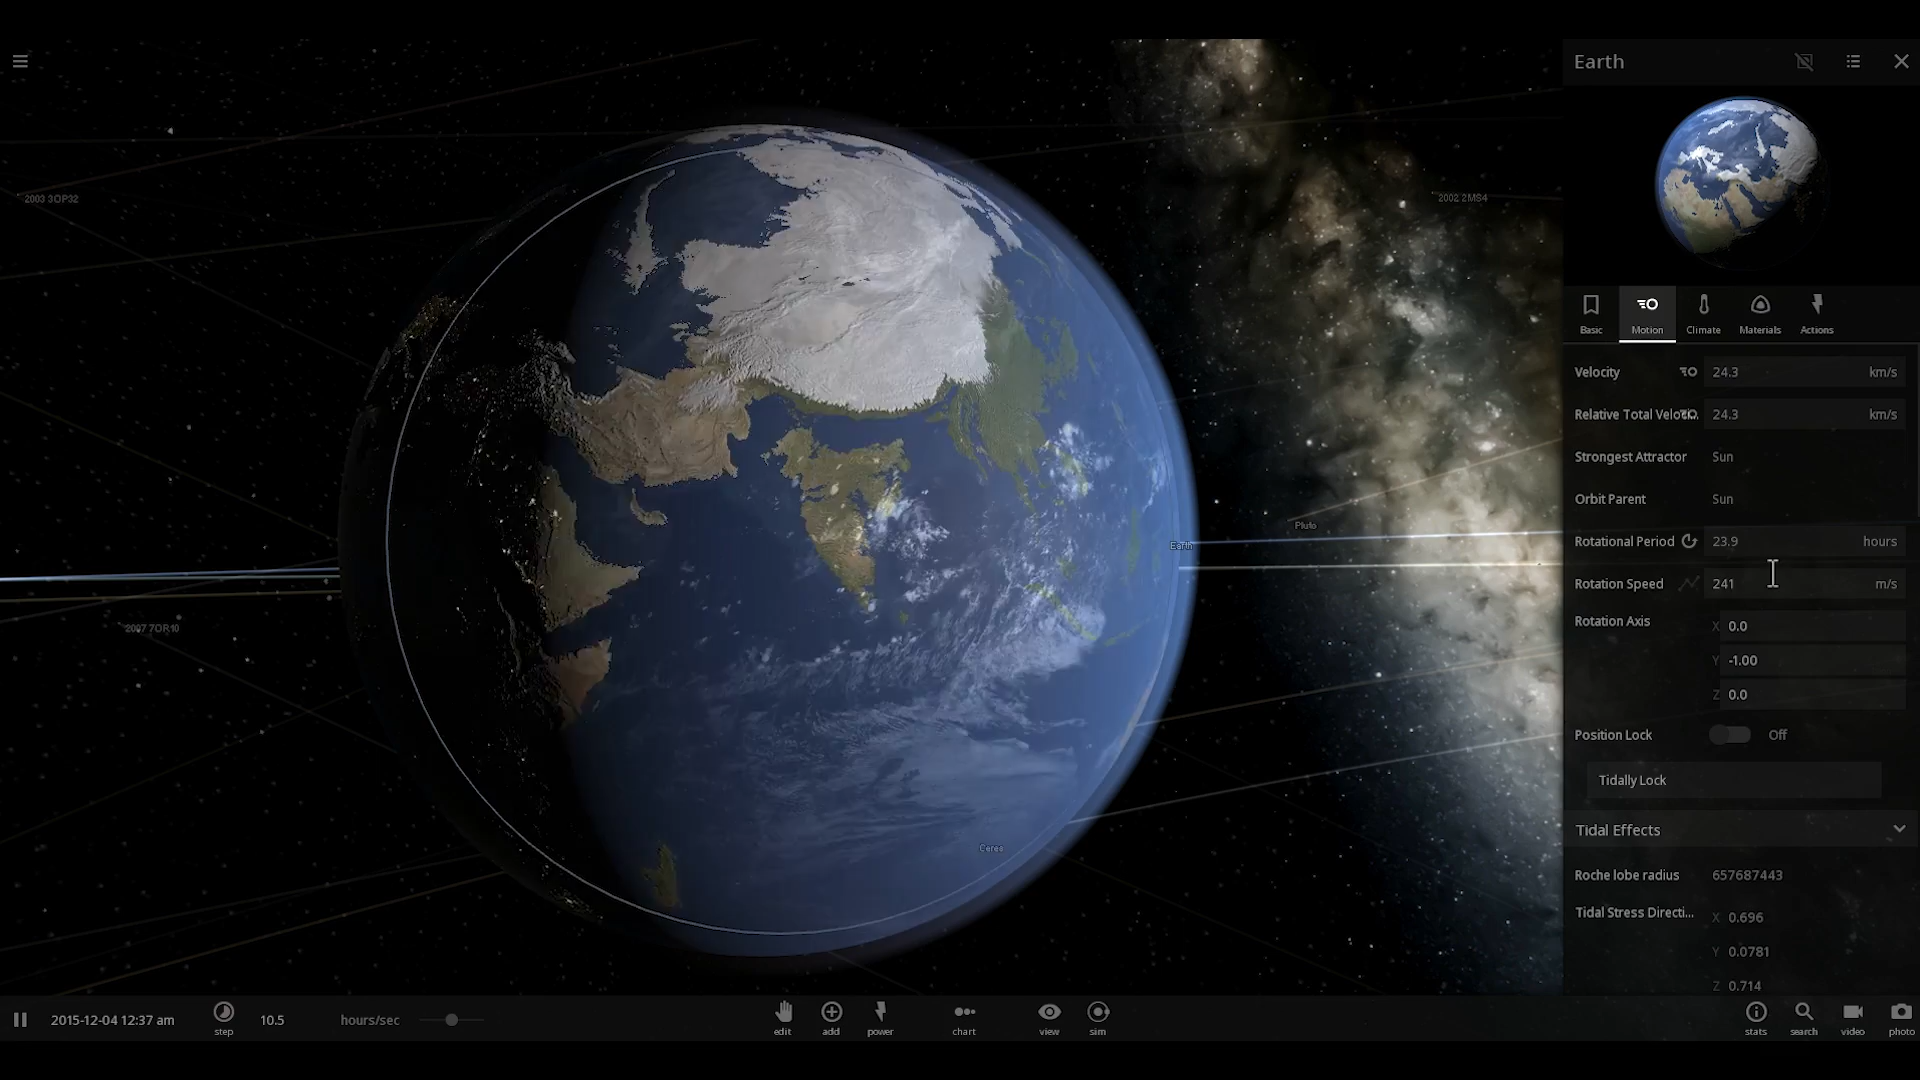 Earth
2003 3OP32
2002 2MS4
Basic
Motion
Climate
Materials
Actions
Velocity 24.3 km/s
Relative Total Veloci... 24.3 km/s
Strongest Attractor Sun
Orbit Parent Sun
Pluto
Earth
Rotational Period 23.9 hours
Rotation Speed 241 m/s
Rotation Axis X 0.0
Y -1.00
Z 0.0
2007 7OR10
Position Lock Off
Tidally Lock
Tidal Effects
Ceres
Roche lobe radius 657687443
Tidal Stress Directi... X 0.696
Y 0.0781
Z 0.714
2015-12-04 12:37 am
step
10.5 hours/sec
edit
add
power
chart
view
sim
stats
search
video
photo